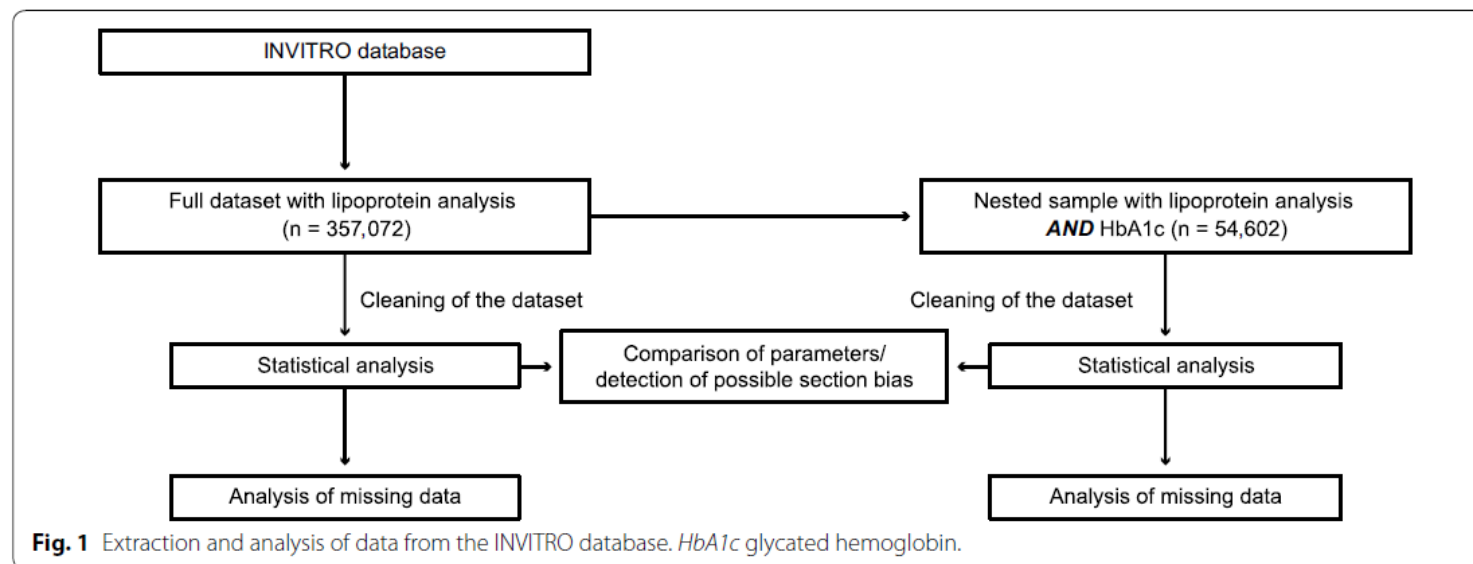 INVITRO database
Full dataset with lipoprotein analysis
(n = 357,072)
Nested sample with lipoprotein analysis
AND HbA1c (n = 54,602)
Cleaning of the dataset
Cleaning of the dataset
Statistical analysis
Comparison of parameters/
detection of possible section bias
Statistical analysis
Analysis of missing data
Analysis of missing data
Fig. 1 Extraction and analysis of data from the INVITRO database. HbA1c glycated hemoglobin.